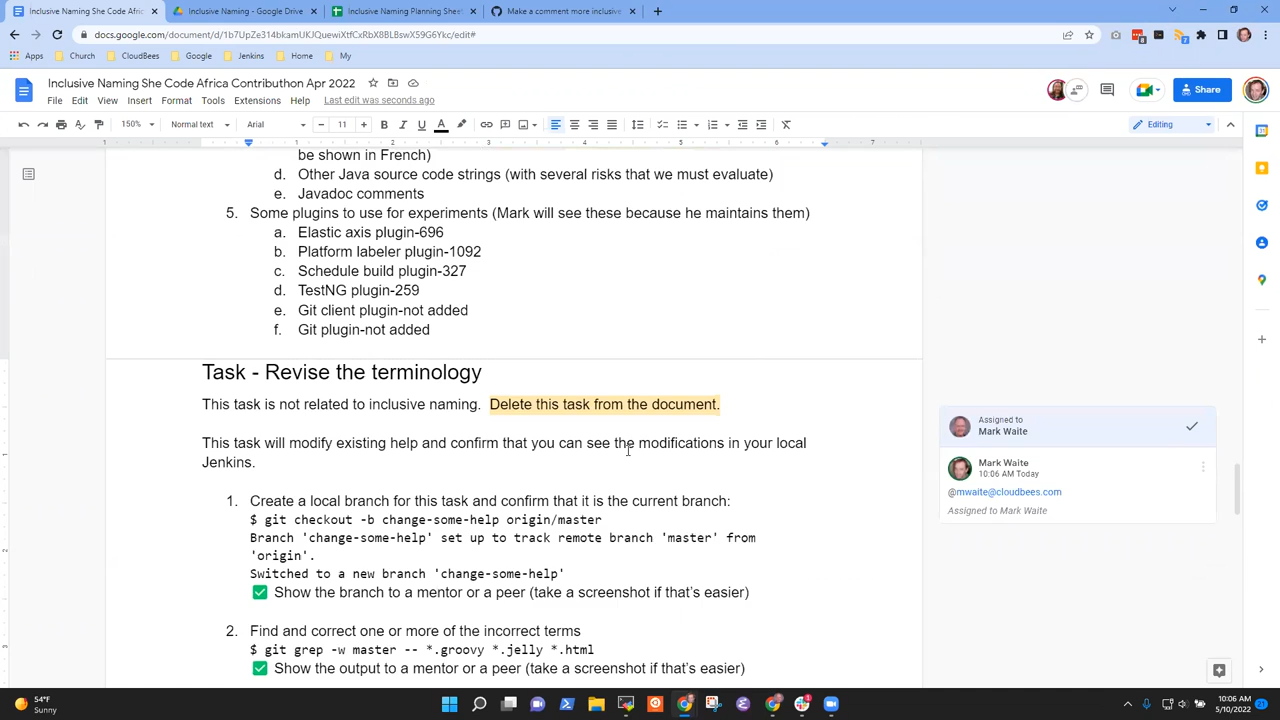 Inclusive Naming She Code Africa
Inclusive Naming - Google Drive
Inclusive Naming Planning Sheet
Make a comment more inclusive
docs.google.com/document/d/1b7UpZe314bkamUKJQuewiXtfCxRbX8BLBswX59G6Ykc/edit#
Apps Church CloudBees Google Jenkins Home My
Inclusive Naming She Code Africa Contributhon Apr 2022
File Edit View Insert Format Tools Extensions Help Last edit was seconds ago
Share
150% Normal text Arial 11 Editing
1 1 2 3 4 5 6 7
be shown in French)
d. Other Java source code strings (with several risks that we must evaluate)
e. Javadoc comments
5. Some plugins to use for experiments (Mark will see these because he maintains them)
a. Elastic axis plugin-696
b. Platform labeler plugin-1092
c. Schedule build plugin-327
d. TestNG plugin-259
e. Git client plugin-not added
f. Git plugin-not added
Task - Revise the terminology
This task is not related to inclusive naming. Delete this task from the document.
This task will modify existing help and confirm that you can see the modifications in your local
Jenkins.
1. Create a local branch for this task and confirm that it is the current branch:
$ git checkout -b change-some-help origin/master
Branch 'change-some-help' set up to track remote branch 'master' from
'origin'.
Switched to a new branch 'change-some-help'
✅ Show the branch to a mentor or a peer (take a screenshot if that's easier)
2. Find and correct one or more of the incorrect terms
$ git grep -w master -- *.groovy *.jelly *.html
✅ Show the output to a mentor or a peer (take a screenshot if that's easier)
Assigned to
Mark Waite
Mark Waite
10:06 AM Today
@mwaite@cloudbees.com
Assigned to Mark Waite
54°F
Sunny
10:06 AM
5/10/2022